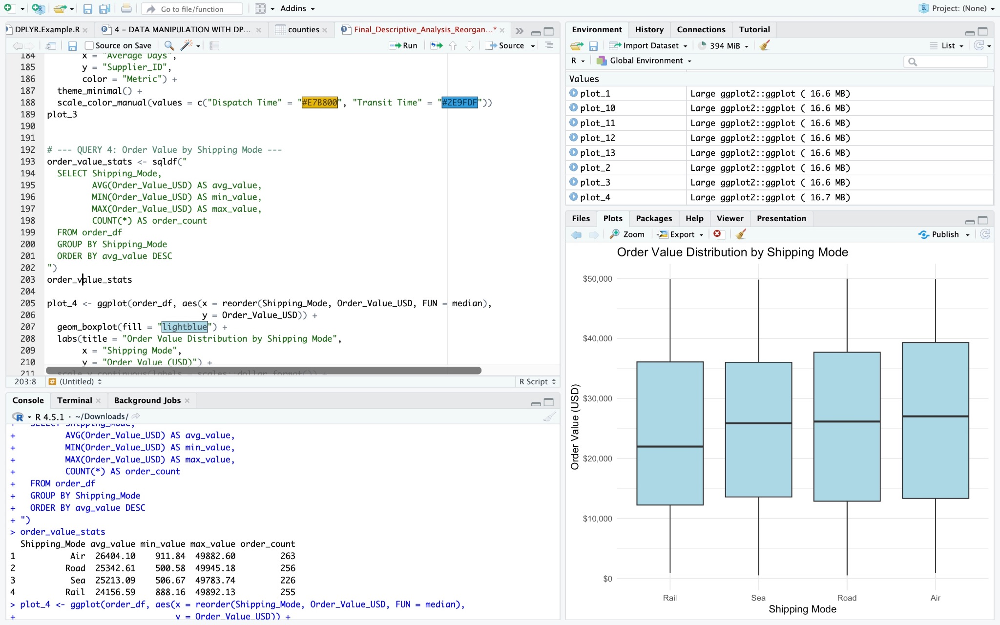 Go to file/function
Addins
Project: (None)
DPLYR.Example.R
4 - DATA MANIPULATION WITH DP...
counties
Final_Descriptive_Analysis_Reorgan...*
Source on Save
Run
Source
184 x = "Average Days",
185 y = "Supplier_ID",
186 color = "Metric") +
187 theme_minimal() +
188 scale_color_manual(values = c("Dispatch Time" = "#E7B800", "Transit Time" = "#2E9FDF"))
189 plot_3
190
191
192 # --- QUERY 4: Order Value by Shipping Mode ---
193 order_value_stats <- sqldf("
194 SELECT Shipping_Mode,
195 AVG(Order_Value_USD) AS avg_value,
196 MIN(Order_Value_USD) AS min_value,
197 MAX(Order_Value_USD) AS max_value,
198 COUNT(*) AS order_count
199 FROM order_df
200 GROUP BY Shipping_Mode
201 ORDER BY avg_value DESC
202 ")
203 order_value_stats
204
205 plot_4 <- ggplot(order_df, aes(x = reorder(Shipping_Mode, Order_Value_USD, FUN = median),
206 y = Order_Value_USD)) +
207 geom_boxplot(fill = "lightblue") +
208 labs(title = "Order Value Distribution by Shipping Mode",
209 x = "Shipping Mode",
210 y = "Order Value (USD)") +
211 scale_y_continuous(labels = scales::dollar_format()) +
203:8
# (Untitled)
R Script
Console
Terminal
Background Jobs
R 4.5.1 · ~/Downloads/
+ SELECT Shipping_Mode,
+ AVG(Order_Value_USD) AS avg_value,
+ MIN(Order_Value_USD) AS min_value,
+ MAX(Order_Value_USD) AS max_value,
+ COUNT(*) AS order_count
+ FROM order_df
+ GROUP BY Shipping_Mode
+ ORDER BY avg_value DESC
+ ")
> order_value_stats
Shipping_Mode avg_value min_value max_value order_count
1 Air 26404.10 911.84 49882.60 263
2 Road 25342.61 500.58 49945.18 256
3 Sea 25213.09 506.67 49783.74 226
4 Rail 24156.59 888.16 49892.13 255
> plot_4 <- ggplot(order_df, aes(x = reorder(Shipping_Mode, Order_Value_USD, FUN = median),
+ y = Order_Value_USD)) +
Environment
History
Connections
Tutorial
Import Dataset
394 MiB
List
R
Global Environment
Values
plot_1 Large ggplot2::ggplot ( 16.6 MB)
plot_10 Large ggplot2::ggplot ( 16.6 MB)
plot_11 Large ggplot2::ggplot ( 16.6 MB)
plot_12 Large ggplot2::ggplot ( 16.6 MB)
plot_13 Large ggplot2::ggplot ( 16.6 MB)
plot_2 Large ggplot2::ggplot ( 16.6 MB)
plot_3 Large ggplot2::ggplot ( 16.6 MB)
plot_4 Large ggplot2::ggplot ( 16.7 MB)
Files
Plots
Packages
Help
Viewer
Presentation
Zoom
Export
Publish
Order Value Distribution by Shipping Mode
$50,000
$40,000
$30,000
$20,000
$10,000
$0
Order Value (USD)
Rail
Sea
Road
Air
Shipping Mode